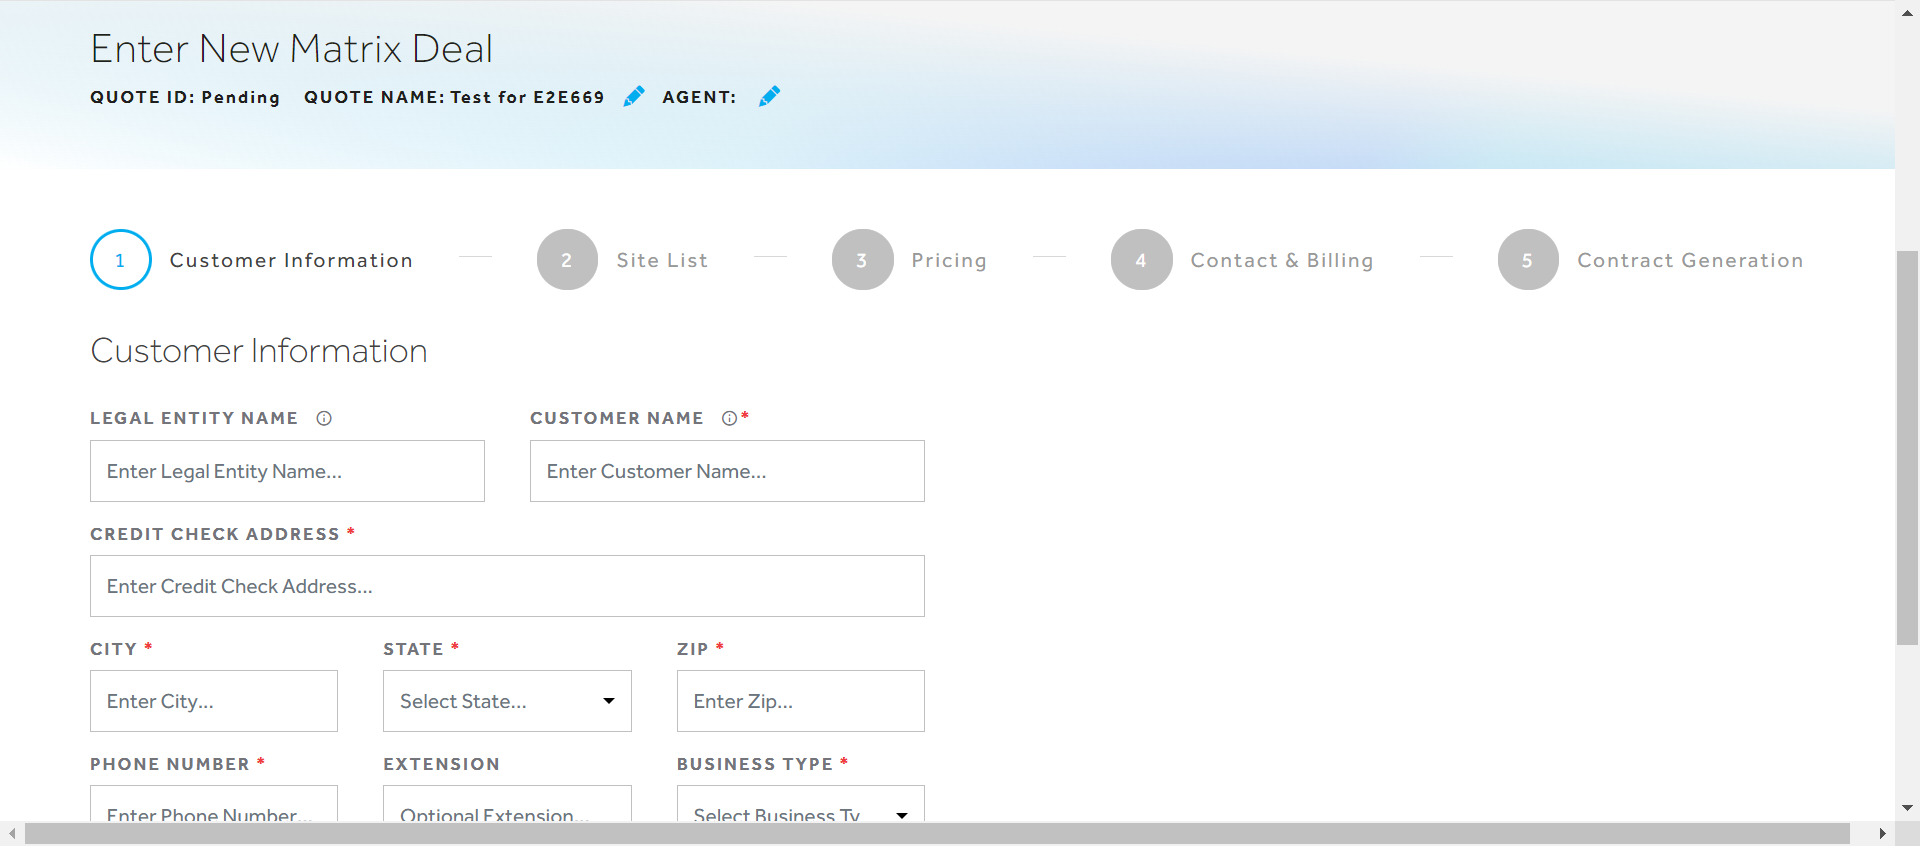 Enter New Matrix Deal
QUOTE ID: Pending QUOTE NAME: Test for E2E669 AGENT:
1 Customer Information 2 Site List 3 Pricing 4 Contact & Billing 5 Contract Generation
Customer Information
LEGAL ENTITY NAME CUSTOMER NAME *
Enter Legal Entity Name... Enter Customer Name...
CREDIT CHECK ADDRESS *
Enter Credit Check Address...
CITY * STATE * ZIP *
Enter City... Select State... Enter Zip...
PHONE NUMBER * EXTENSION BUSINESS TYPE *
Enter Phone Number... Optional Extension... Select Business Ty